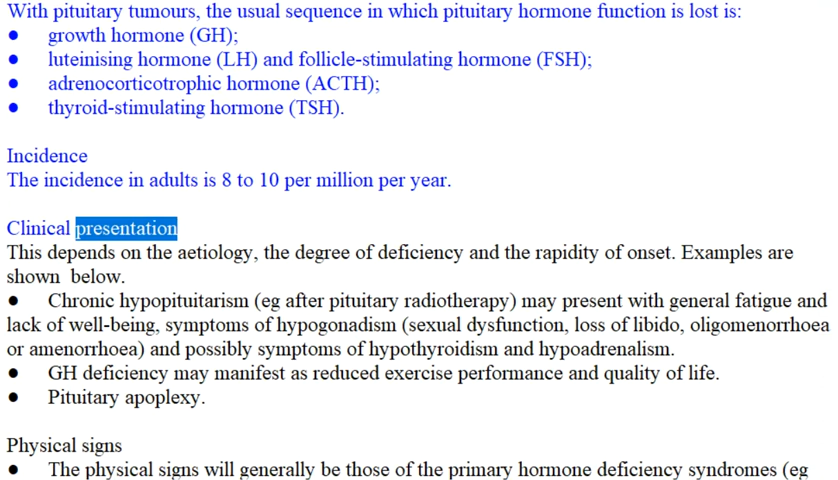 With pituitary tumours, the usual sequence in which pituitary hormone function is lost is:
● growth hormone (GH);
● luteinising hormone (LH) and follicle-stimulating hormone (FSH);
● adrenocorticotrophic hormone (ACTH);
● thyroid-stimulating hormone (TSH).
Incidence
The incidence in adults is 8 to 10 per million per year.
Clinical presentation
This depends on the aetiology, the degree of deficiency and the rapidity of onset. Examples are
shown below.
● Chronic hypopituitarism (eg after pituitary radiotherapy) may present with general fatigue and
lack of well-being, symptoms of hypogonadism (sexual dysfunction, loss of libido, oligomenorrhoea
or amenorrhoea) and possibly symptoms of hypothyroidism and hypoadrenalism.
● GH deficiency may manifest as reduced exercise performance and quality of life.
● Pituitary apoplexy.
Physical signs
● The physical signs will generally be those of the primary hormone deficiency syndromes (eg